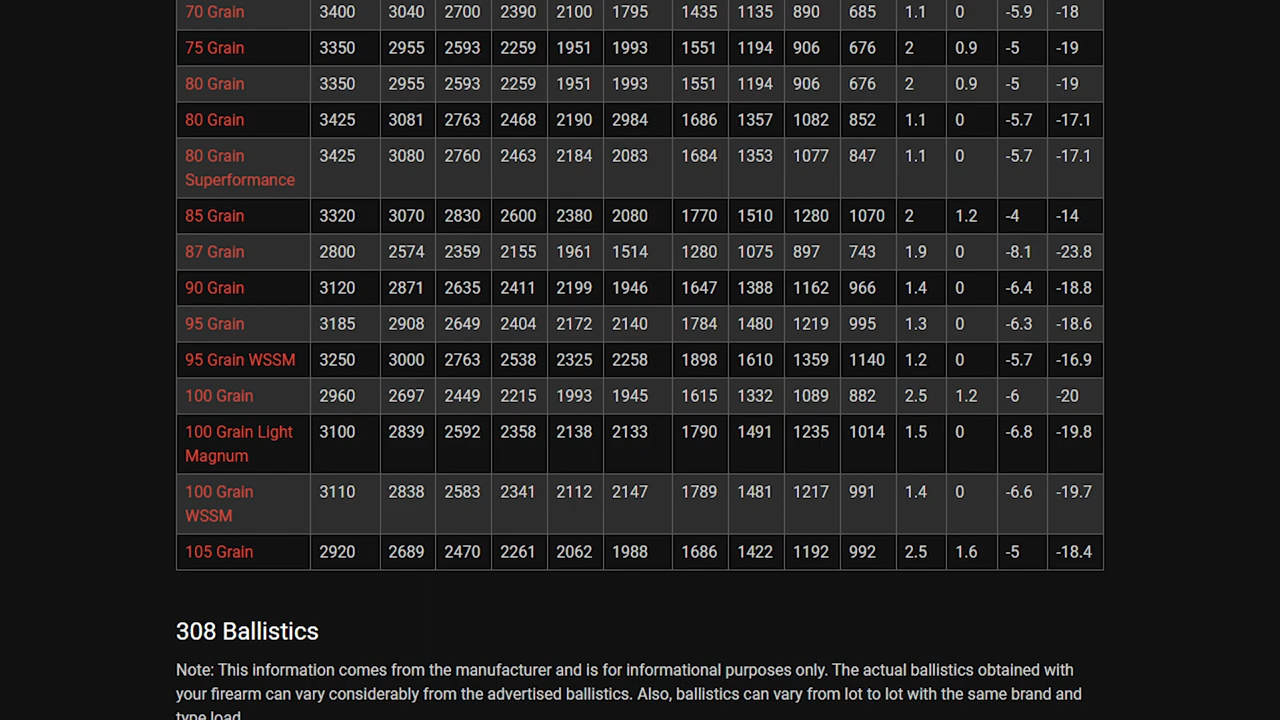 70 Grain 3400 3040 2700 2390 2100 1795 1435 1135 890 685 1.1 0 -5.9 -18
75 Grain 3350 2955 2593 2259 1951 1993 1551 1194 906 676 2 0.9 -5 -19
80 Grain 3350 2955 2593 2259 1951 1993 1551 1194 906 676 2 0.9 -5 -19
80 Grain 3425 3081 2763 2468 2190 2984 1686 1357 1082 852 1.1 0 -5.7 -17.1
80 Grain 3425 3080 2760 2463 2184 2083 1684 1353 1077 847 1.1 0 -5.7 -17.1
Superformance
85 Grain 3320 3070 2830 2600 2380 2080 1770 1510 1280 1070 2 1.2 -4 -14
87 Grain 2800 2574 2359 2155 1961 1514 1280 1075 897 743 1.9 0 -8.1 -23.8
90 Grain 3120 2871 2635 2411 2199 1946 1647 1388 1162 966 1.4 0 -6.4 -18.8
95 Grain 3185 2908 2649 2404 2172 2140 1784 1480 1219 995 1.3 0 -6.3 -18.6
95 Grain WSSM 3250 3000 2763 2538 2325 2258 1898 1610 1359 1140 1.2 0 -5.7 -16.9
100 Grain 2960 2697 2449 2215 1993 1945 1615 1332 1089 882 2.5 1.2 -6 -20
100 Grain Light 3100 2839 2592 2358 2138 2133 1790 1491 1235 1014 1.5 0 -6.8 -19.8
Magnum
100 Grain 3110 2838 2583 2341 2112 2147 1789 1481 1217 991 1.4 0 -6.6 -19.7
WSSM
105 Grain 2920 2689 2470 2261 2062 1988 1686 1422 1192 992 2.5 1.6 -5 -18.4
308 Ballistics
Note: This information comes from the manufacturer and is for informational purposes only. The actual ballistics obtained with
your firearm can vary considerably from the advertised ballistics. Also, ballistics can vary from lot to lot with the same brand and
type load